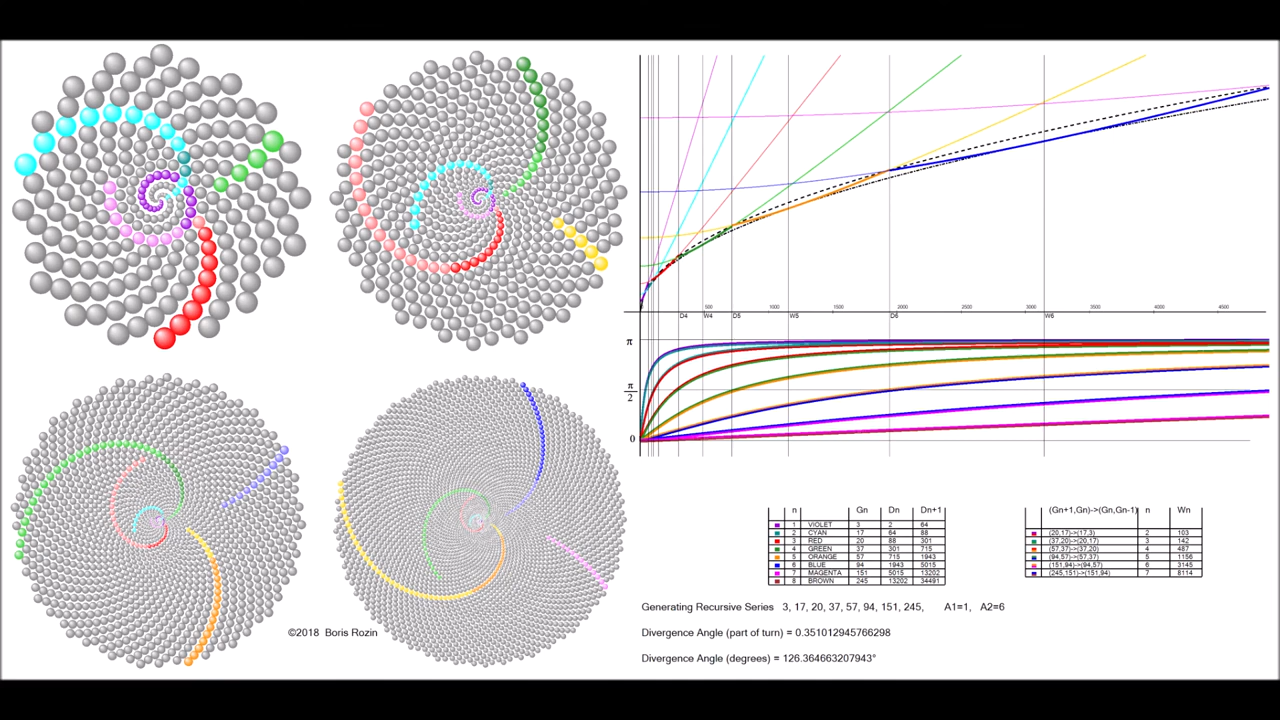 500 1000 1500 2000 2500 3000 3500 4000 4500
D4 W4 D5 W5 D6 W6
π
π
2
0
n Gn Dn Dn+1
1 VIOLET 3 2 64
2 CYAN 17 64 88
3 RED 20 88 301
4 GREEN 37 301 715
5 ORANGE 57 715 1943
6 BLUE 94 1943 5015
7 MAGENTA 151 5015 13202
8 BROWN 245 13202 34491
(Gn+1,Gn)->(Gn,Gn-1) n Wn
(20,17)->(17,3) 2 103
(37,20)->(20,17) 3 142
(57,37)->(37,20) 4 487
(94,57)->(57,37) 5 1156
(151,94)->(94,57) 6 3145
(245,151)->(151,94) 7 8114
Generating Recursive Series 3, 17, 20, 37, 57, 94, 151, 245, A1=1, A2=6
©2018 Boris Rozin
Divergence Angle (part of turn) = 0.351012945766298
Divergence Angle (degrees) = 126.364663207943°